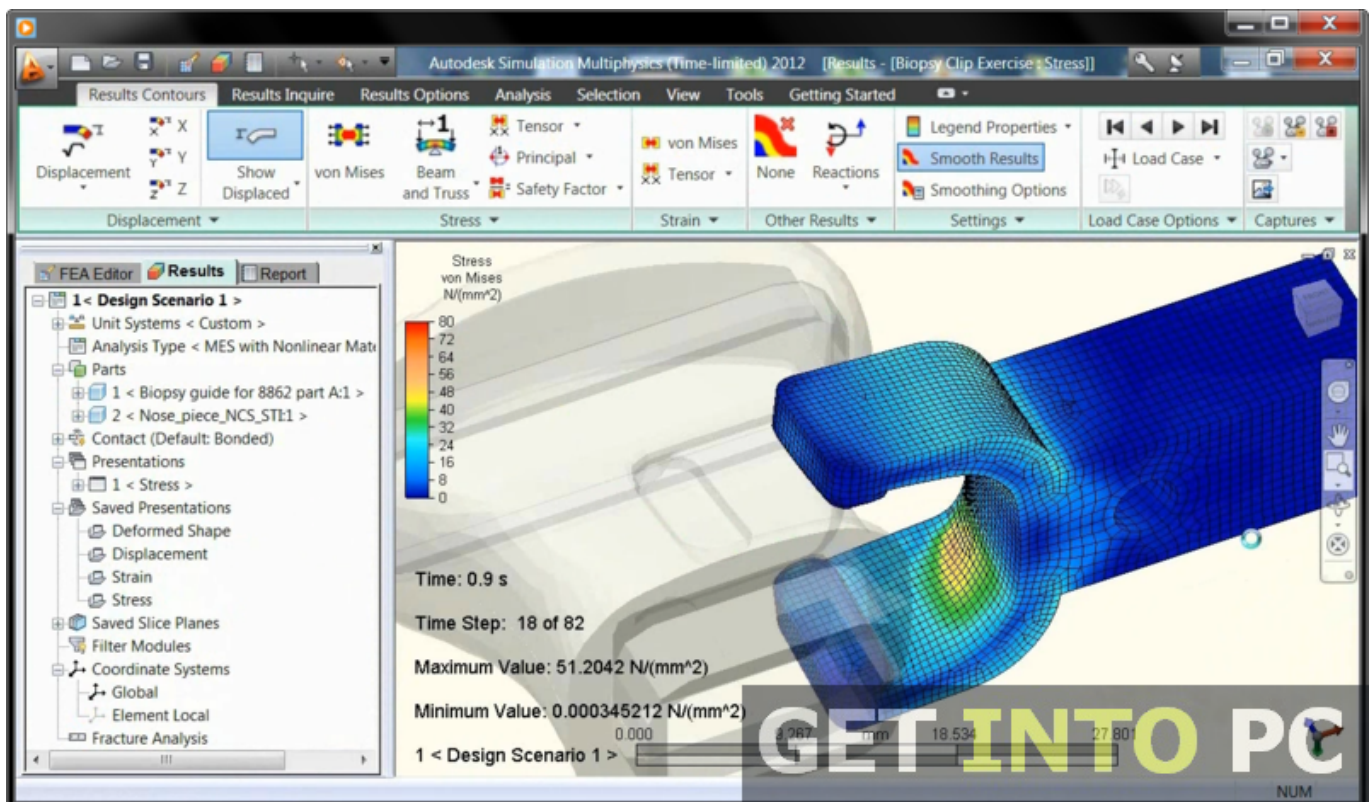 Autodesk Simulation Multiphysics (Time-limited) 2012 [Results - [Biopsy Clip Exercise : Stress]]
Results Contours Results Inquire Results Options Analysis Selection View Tools Getting Started
Displacement
X
Y
Z
Show Displaced
von Mises
Beam and Truss
Tensor
Principal
Safety Factor
von Mises
Tensor
None
Reactions
Legend Properties
Smooth Results
Smoothing Options
Load Case
Displacement Stress Strain Other Results Settings Load Case Options Captures
FEA Editor Results Report
1< Design Scenario 1 >
Unit Systems < Custom >
Analysis Type < MES with Nonlinear Mate
Parts
1 < Biopsy guide for 8862 part A:1 >
2 < Nose_piece_NCS_STI:1 >
Contact (Default: Bonded)
Presentations
1 < Stress >
Saved Presentations
Deformed Shape
Displacement
Strain
Stress
Saved Slice Planes
Filter Modules
Coordinate Systems
Global
Element Local
Fracture Analysis
Stress
von Mises
N/(mm^2)
80
72
64
56
48
40
32
24
16
8
0
Time: 0.9 s
Time Step: 18 of 82
Maximum Value: 51.2042 N/(mm^2)
Minimum Value: 0.000345212 N/(mm^2)
0.000 9.267 mm 18.534 27.801
1 < Design Scenario 1 >
GET INTO PC
NUM